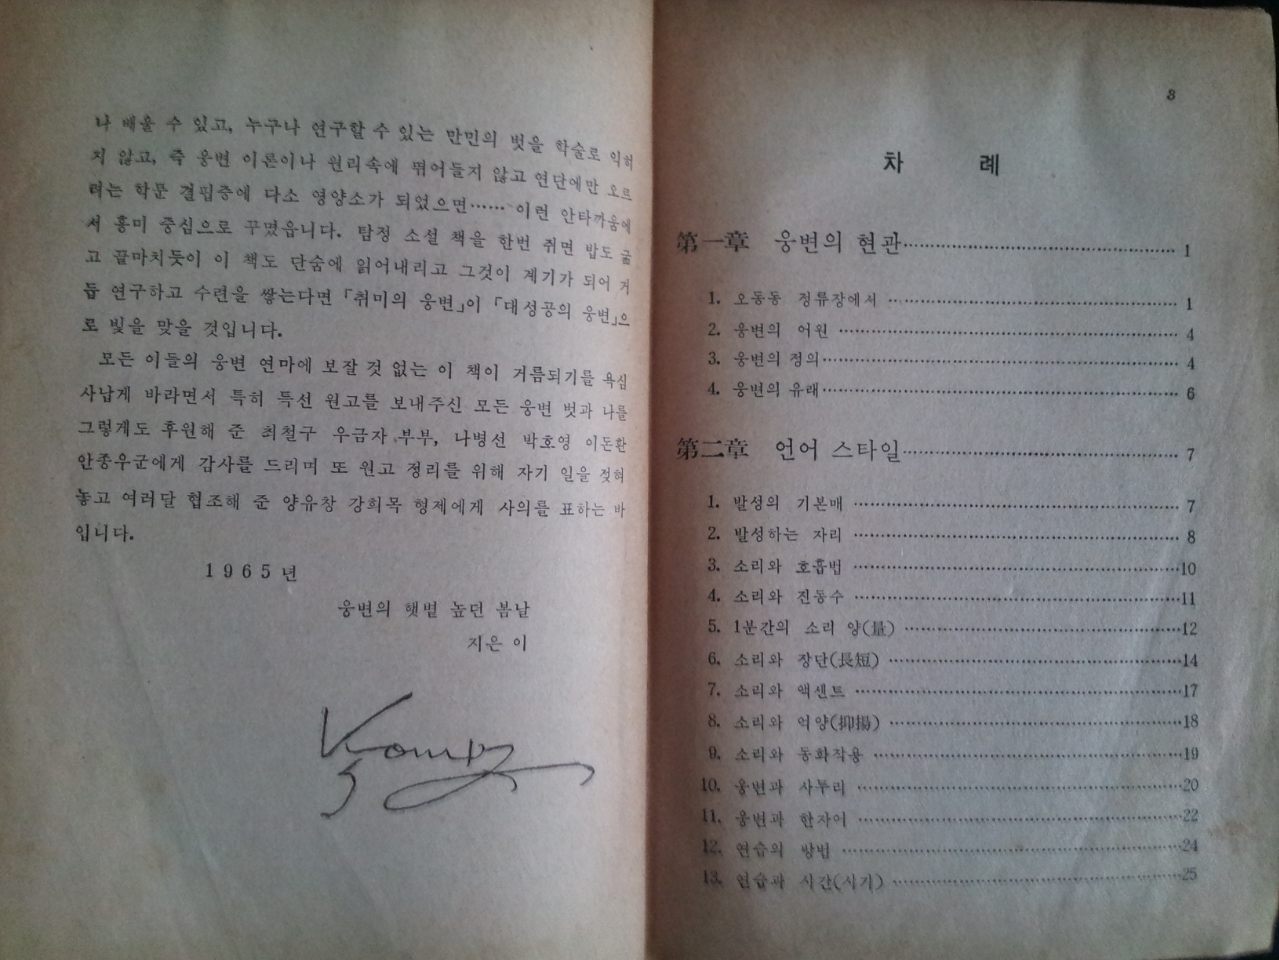 나 배울 수 있고, 누구나 연구할 수 있는 만민의 벗을 학술로 익히
지 않고, 즉 웅변 이론이나 원리속에 뛰어들지 않고 연단에만 오르
려는 학문 결핍증에 다소 영양소가 되었으면…… 이런 안타까움에
서 흥미 중심으로 꾸몄읍니다. 탐정 소설 책을 한번 쥐면 밥도 굶
고 끝마치듯이 이 책도 단숨에 읽어내리고 그것이 계기가 되어 거
듭 연구하고 수련을 쌓는다면 「취미의 웅변」이 「대성공의 웅변」으
로 빛을 맞을 것입니다.
모든 이들의 웅변 연마에 보잘 것 없는 이 책이 거름되기를 욕심
사납게 바라면서 특히 특선 원고를 보내주신 모든 웅변 벗과 나를
그렇게도 후원해 준 최철구 우금자 부부, 나병선 박호영 이돈환
안종우군에게 감사를 드리며 또 원고 정리를 위해 자기 일을 젖혀
놓고 여러달 협조해 준 양유창 강희목 형제에게 사의를 표하는 바
입니다.
1965년
웅변의 햇볕 높던 봄날
지은 이
3
차 례
第一章 웅변의 현관 1
1. 오동동 정류장에서 1
2. 웅변의 어원 4
3. 웅변의 정의 4
4. 웅변의 유래 6
第二章 언어 스타일 7
1. 발성의 기본매 7
2. 발성하는 자리 8
3. 소리와 호흡법 10
4. 소리와 진동수 11
5. 1분간의 소리 양(量) 12
6. 소리와 장단(長短) 14
7. 소리와 액센트 17
8. 소리와 억양(抑揚) 18
9. 소리와 동화작용 19
10. 웅변과 사투리 20
11. 웅변과 한자어 22
12. 연습의 방법 24
13. 연습과 시간(시기) 25